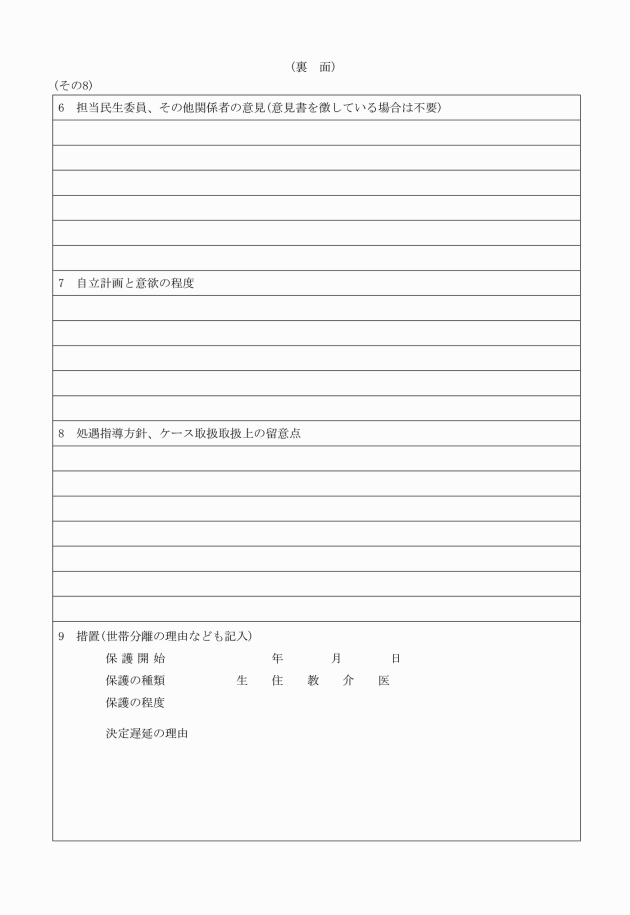 (裏　面)
(その8)
6　担当民生委員、その他関係者の意見(意見書を徴している場合は不要)
7　自立計画と意欲の程度
8　処遇指導方針、ケース取扱取扱上の留意点
9　措置(世帯分離の理由なども記入)
保 護 開 始　　　　年　　　月　　　日
保護の種類　　　生　住　教　介　医
保護の程度
決定遅延の理由